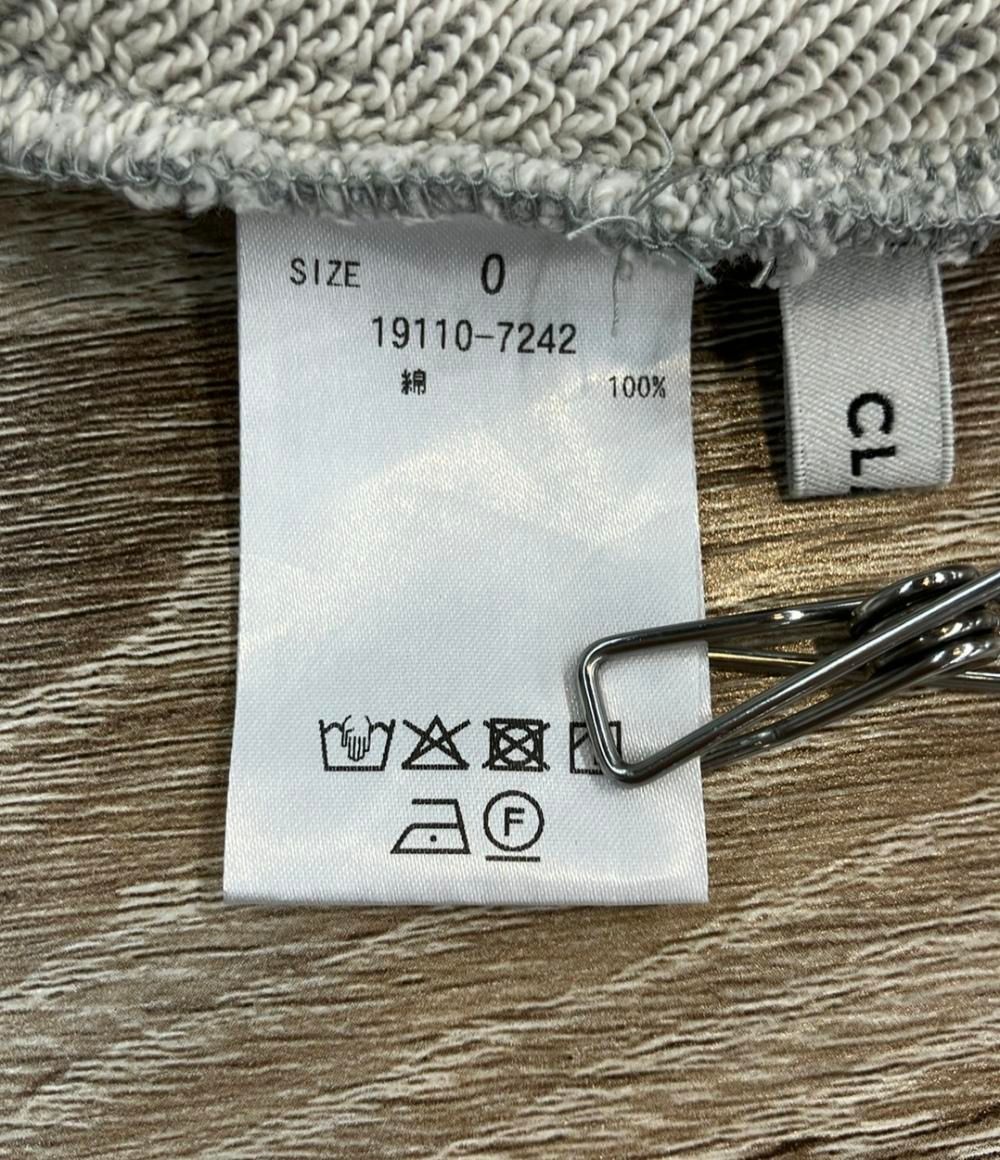 SIZE 0
19110-7242
綿 100%
CL
F